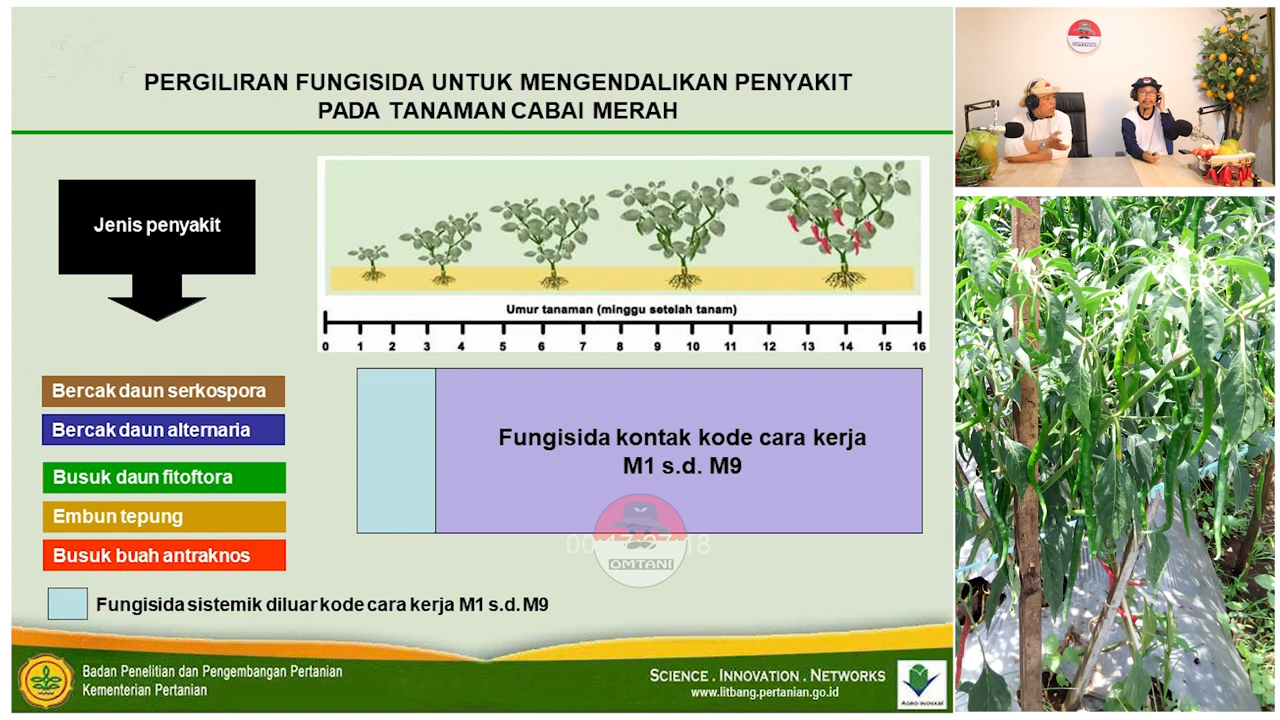 PERGILIRAN FUNGISIDA UNTUK MENGENDALIKAN PENYAKIT
PADA TANAMAN CABAI MERAH
OMTANI
Jenis penyakit
Umur tanaman (minggu setelah tanam)
0 1 2 3 4 5 6 7 8 9 10 11 12 13 14 15 16
Bercak daun serkospora
Bercak daun alternaria
Busuk daun fitoftora
Embun tepung
Busuk buah antraknos
Fungisida kontak kode cara kerja
M1 s.d. M9
OMTANI
Fungisida sistemik diluar kode cara kerja M1 s.d. M9
Badan Penelitian dan Pengembangan Pertanian
Kementerian Pertanian
SCIENCE . INNOVATION . NETWORKS
www.litbang.pertanian.go.id
AGRO INOVASI